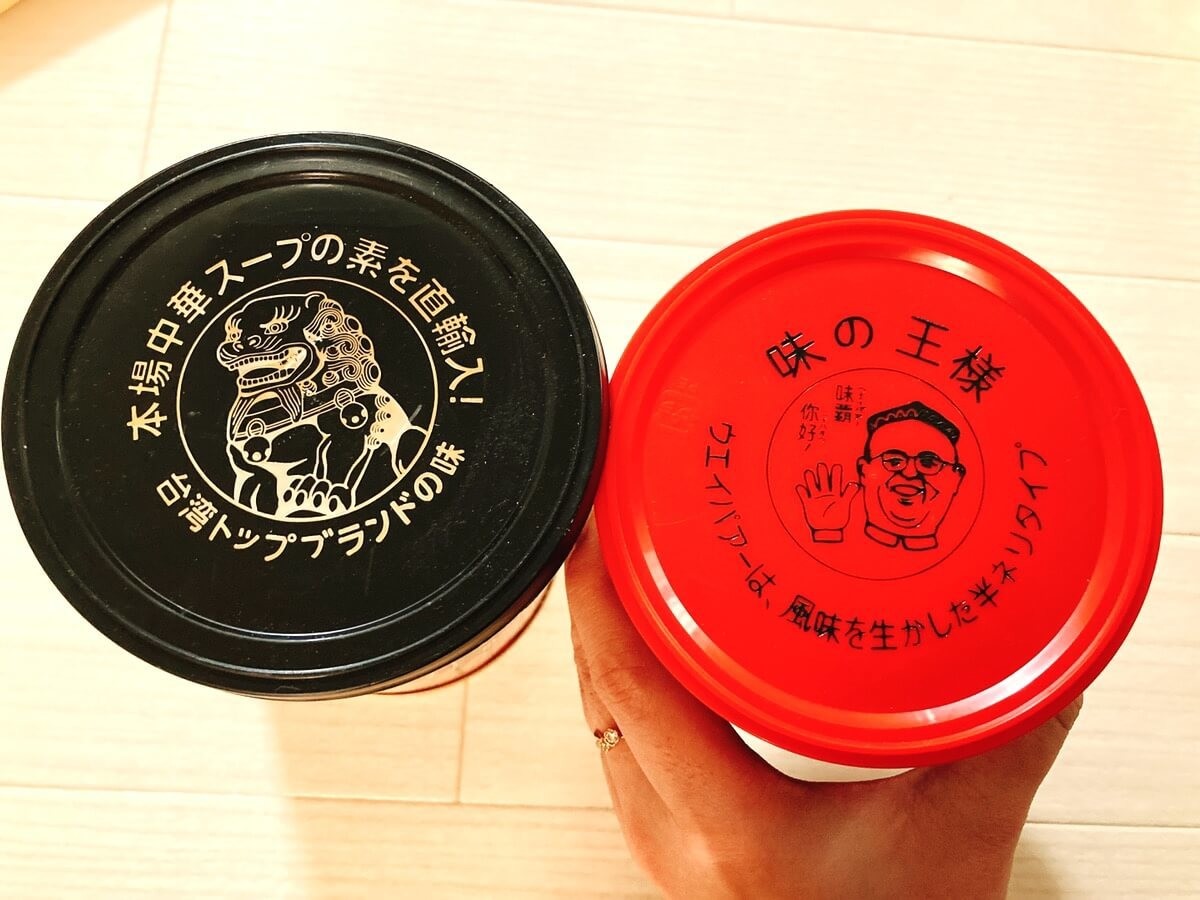 本場中華スープの素を直輸入!
台湾トップブランドの味
味の王様
味覇
你好!
ウエイパァーは、風味を生かした半ネリタイプ